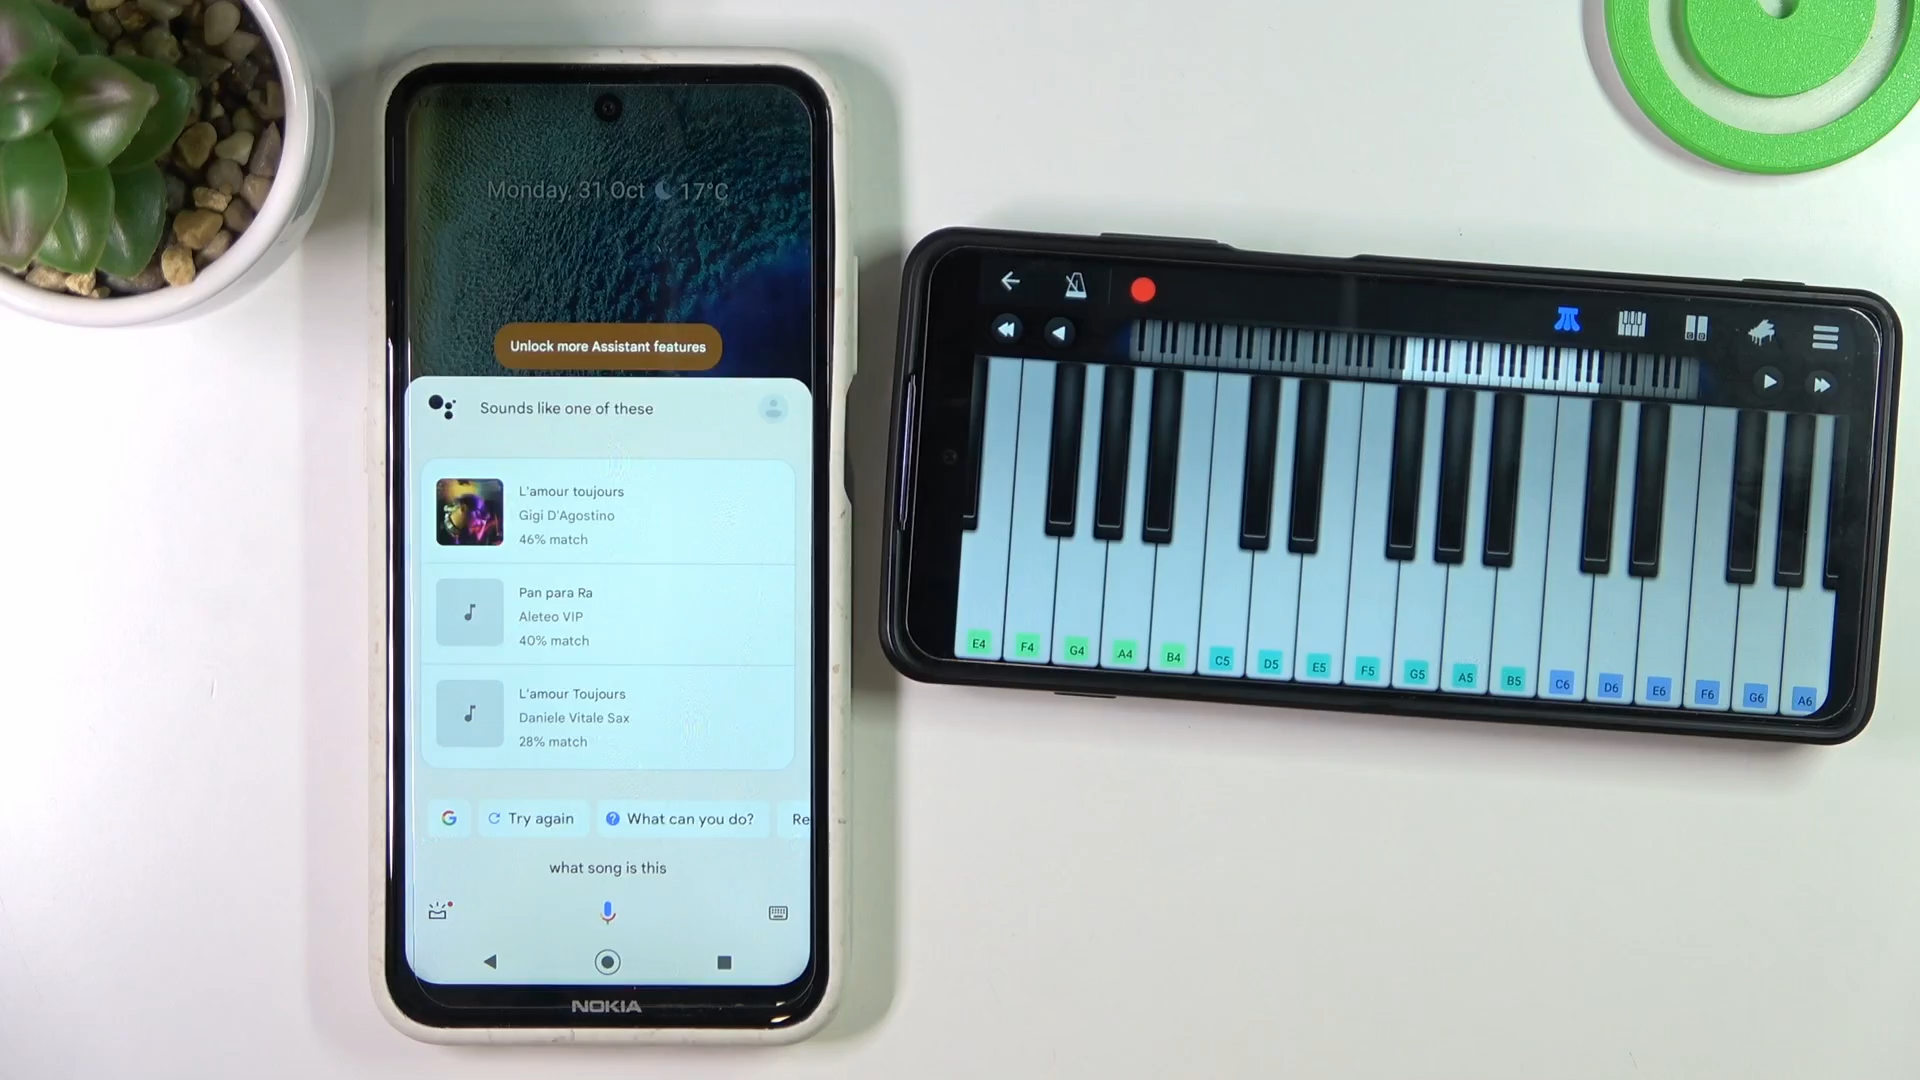 Monday, 31 Oct 17°C
Unlock more Assistant features
Sounds like one of these
L'amour toujours
Gigi D'Agostino
46% match
Pan para Ra
Aleteo VIP
40% match
L'amour Toujours
Daniele Vitale Sax
28% match
G Try again What can you do? Re
what song is this
NOKIA
E4 F4 G4 A4 B4 C5 D5 E5 F5 G5 A5 B5 C6 D6 E6 F6 G6 A6